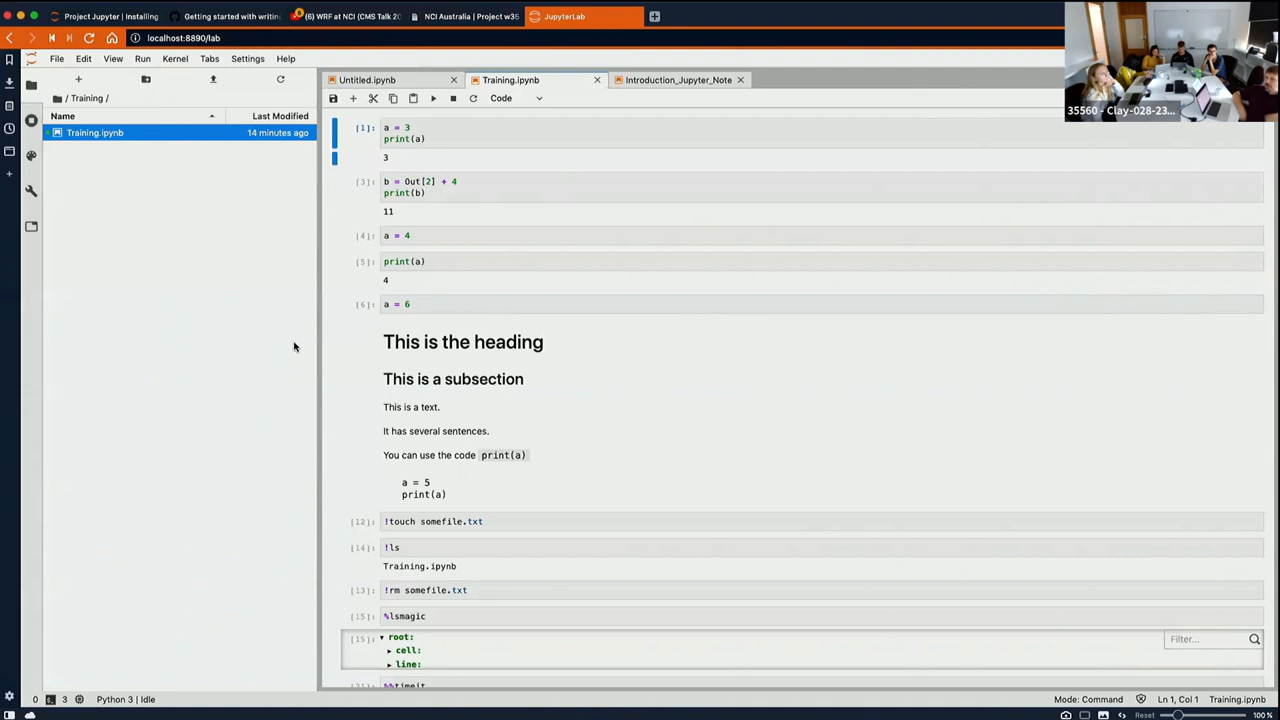 Project Jupyter | Installing
Getting started with writing
(6) WRF at NCI (CMS Talk 20
NCI Australia | Project w35
JupyterLab
localhost:8890/lab
File Edit View Run Kernel Tabs Settings Help
Untitled.ipynb
Training.ipynb
Introduction_Jupyter_Note
/ Training /
Code
Name
Last Modified
Training.ipynb
14 minutes ago
35560 - Clay-028-23...
[1]: a = 3
print(a)
3
[3]: b = Out[2] + 4
print(b)
11
[4]: a = 4
[5]: print(a)
4
[6]: a = 6
This is the heading
This is a subsection
This is a text.
It has several sentences.
You can use the code print(a)
a = 5
print(a)
[12]: !touch somefile.txt
[14]: !ls
Training.ipynb
[13]: !rm somefile.txt
[15]: %lsmagic
[15]: root:
cell:
line:
Filter...
[21]: %%timeit
0 3 Python 3 | Idle
Mode: Command
Ln 1, Col 1
Training.ipynb
Reset
100 %